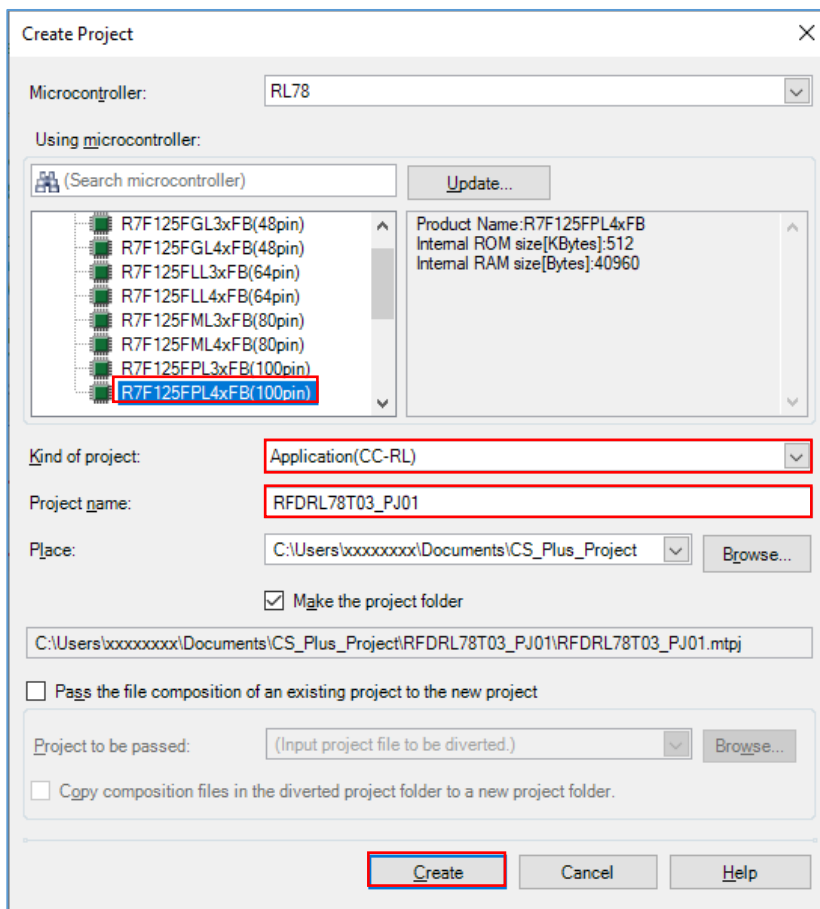 Create Project
Microcontroller:
RL78
Using microcontroller:
(Search microcontroller)
Update...
R7F125FGL3xFB(48pin)
R7F125FGL4xFB(48pin)
R7F125FLL3xFB(64pin)
R7F125FLL4xFB(64pin)
R7F125FML3xFB(80pin)
R7F125FML4xFB(80pin)
R7F125FPL3xFB(100pin)
R7F125FPL4xFB(100pin)
Product Name:R7F125FPL4xFB
Internal ROM size[KBytes]:512
Internal RAM size[Bytes]:40960
Kind of project:
Application(CC-RL)
Project name:
RFDRL78T03_PJ01
Place:
C:\Users\xxxxxxxx\Documents\CS_Plus_Project
Browse...
Make the project folder
C:\Users\xxxxxxxx\Documents\CS_Plus_Project\RFDRL78T03_PJ01\RFDRL78T03_PJ01.mtpj
Pass the file composition of an existing project to the new project
Project to be passed:
(Input project file to be diverted.)
Browse...
Copy composition files in the diverted project folder to a new project folder.
Create
Cancel
Help